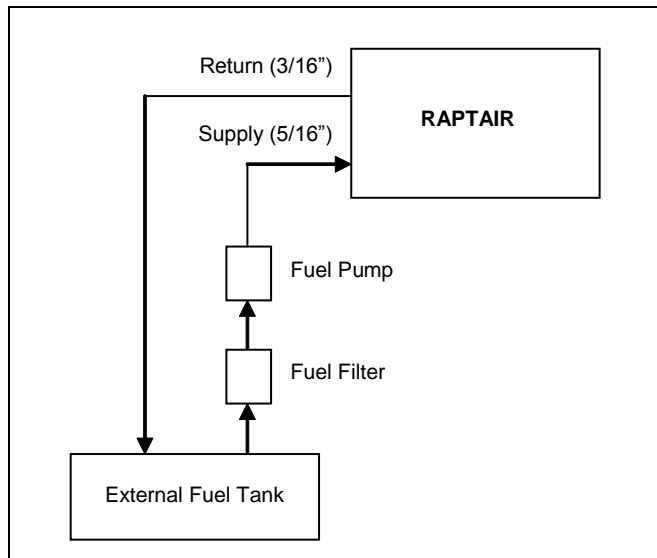 Return (3/16”)
RAPTAIR
Supply (5/16”)
Fuel Pump
Fuel Filter
External Fuel Tank